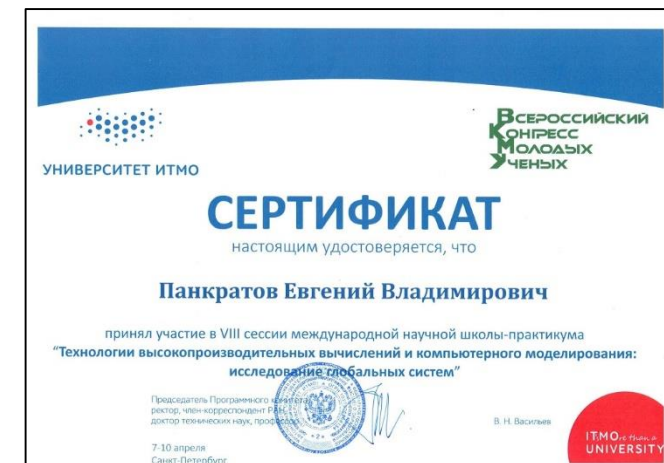 УНИВЕРСИТЕТ ИТМО
Всероссийский
Конгресс
Молодых
Ученых
СЕРТИФИКАТ
настоящим удостоверяется, что
Панкратов Евгений Владимирович
принял участие в VIII сессии международной научной школы-практикума
“Технологии высокопроизводительных вычислений и компьютерного моделирования:
исследование глобальных систем”
Председатель Программного комитета,
ректор, член-корреспондент РАН,
доктор технических наук, профессор
В. Н. Васильев
7-10 апреля
Санкт-Петербург
ITsMOre than a
UNIVERSITY